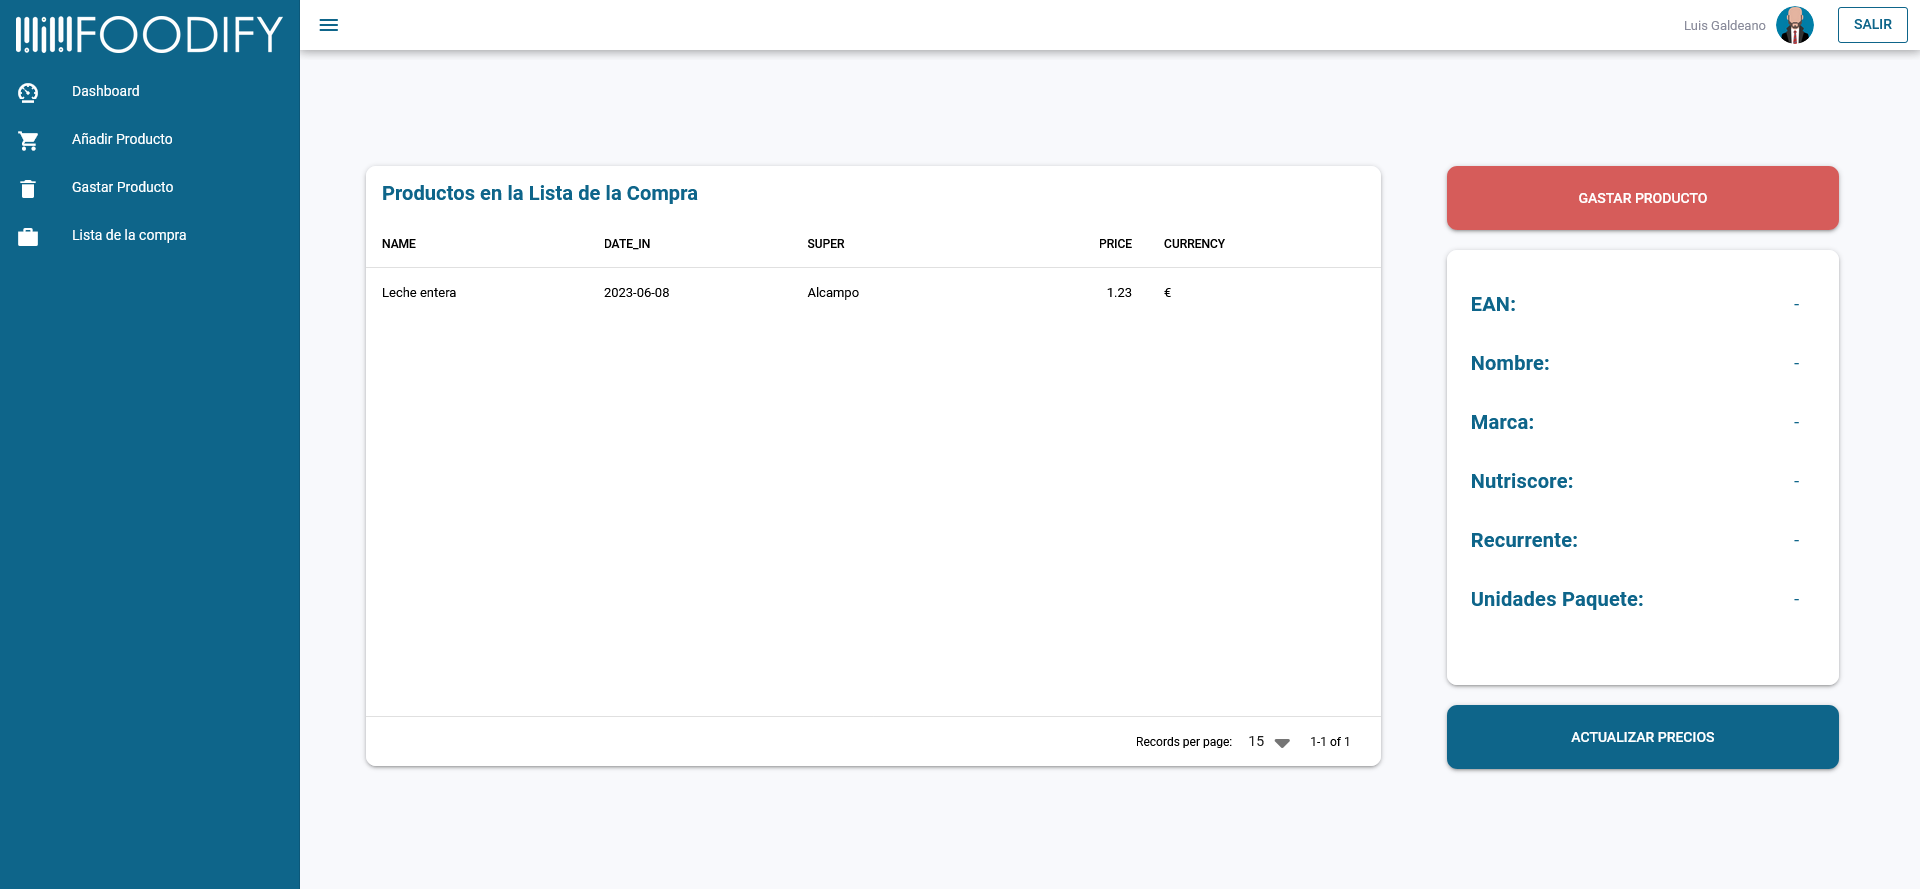 FOODIFY
Luis Galdeano
SALIR
Dashboard
Añadir Producto
Gastar Producto
Lista de la compra
Productos en la Lista de la Compra
NAME DATE_IN SUPER PRICE CURRENCY
Leche entera 2023-06-08 Alcampo 1.23 €
Records per page: 15 1-1 of 1
GASTAR PRODUCTO
EAN: -
Nombre: -
Marca: -
Nutriscore: -
Recurrente: -
Unidades Paquete: -
ACTUALIZAR PRECIOS